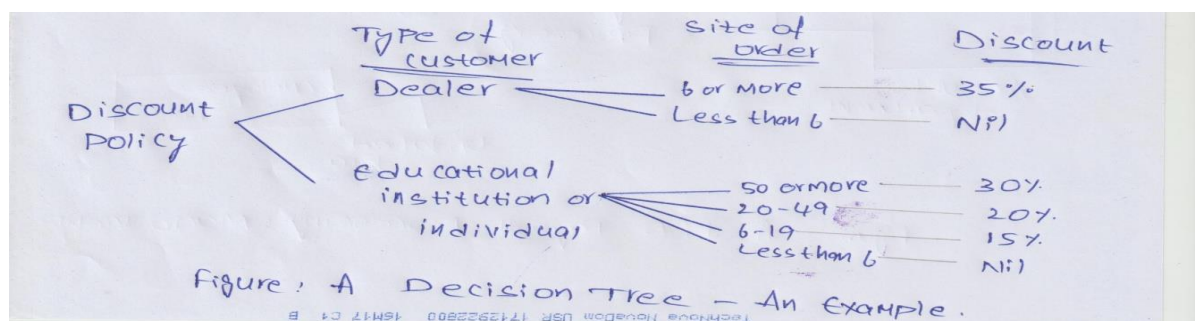 Type of customer Site of order Discount
Discount Policy
Dealer 6 or More 35%
Less than 6 Nil
educational institution or individual
50 or more 30%
20-49 20%
6-19 15%
Less than 6 Nil
Figure: A Decision Tree - An Example.